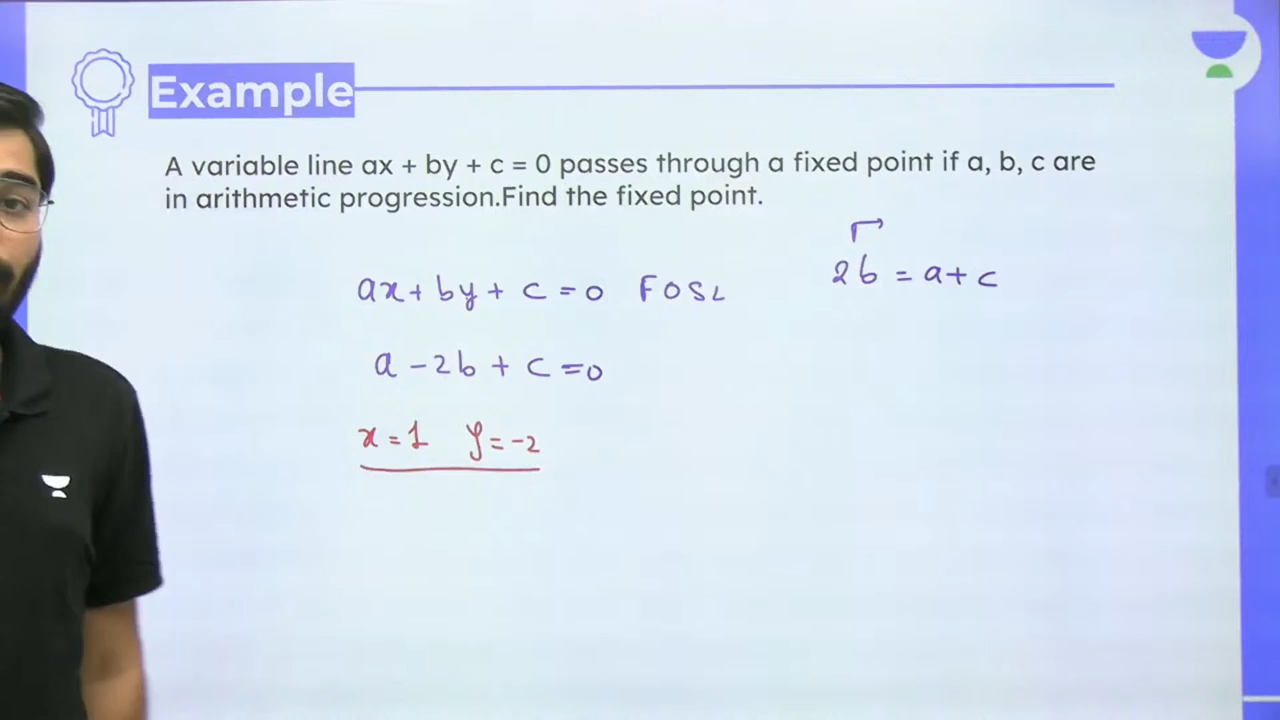 Example
A variable line ax + by + c = 0 passes through a fixed point if a, b, c are
in arithmetic progression.Find the fixed point.
ax + by + c = 0 FOSL
2b = a + c
a - 2b + c = 0
x = 1 y = -2